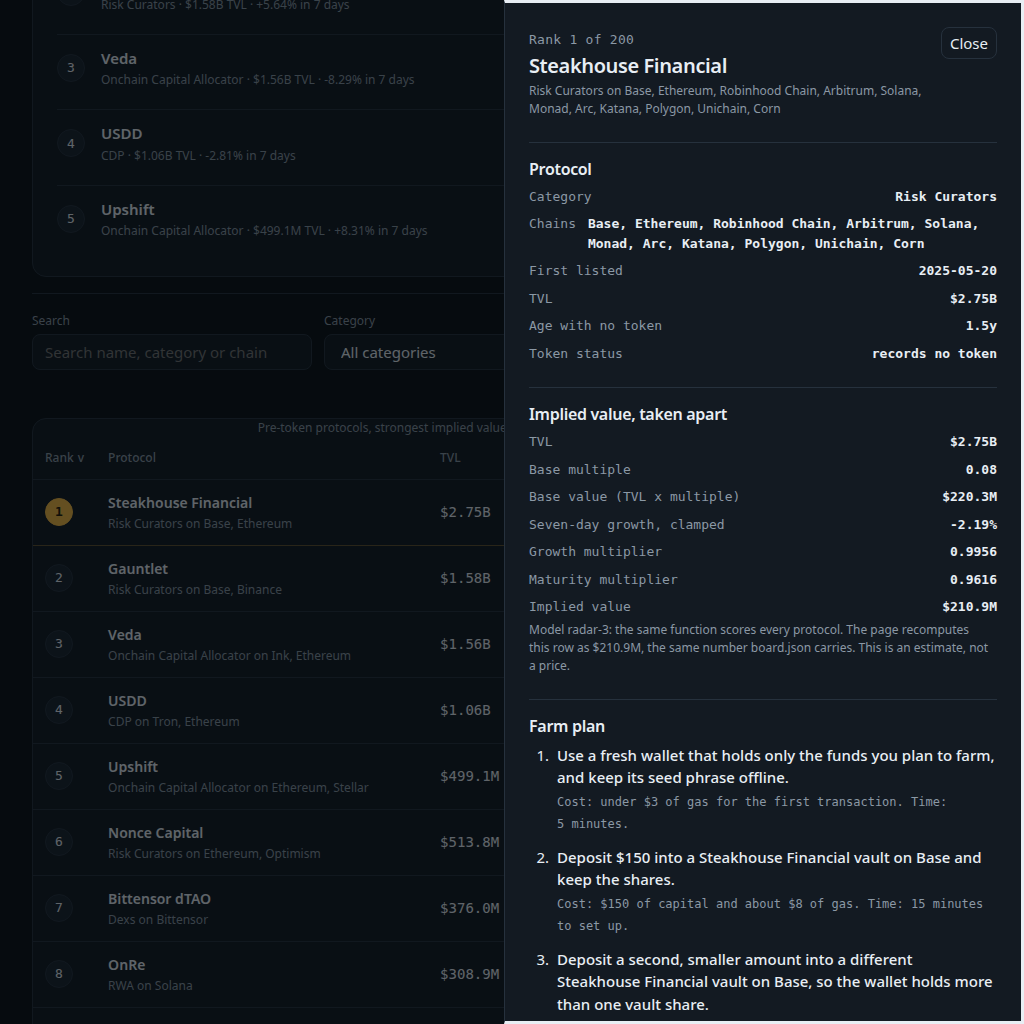 Risk Curators · $1.58B TVL · +5.64% in 7 days
3
Veda
Onchain Capital Allocator · $1.56B TVL · -8.29% in 7 days
4
USDD
CDP · $1.06B TVL · -2.81% in 7 days
5
Upshift
Onchain Capital Allocator · $499.1M TVL · +8.31% in 7 days
Search
Category
Search name, category or chain
All categories
Pre-token protocols, strongest implied value
Rank v
Protocol
TVL
1
Steakhouse Financial
Risk Curators on Base, Ethereum
$2.75B
2
Gauntlet
Risk Curators on Base, Binance
$1.58B
3
Veda
Onchain Capital Allocator on Ink, Ethereum
$1.56B
4
USDD
CDP on Tron, Ethereum
$1.06B
5
Upshift
Onchain Capital Allocator on Ethereum, Stellar
$499.1M
6
Nonce Capital
Risk Curators on Ethereum, Optimism
$513.8M
7
Bittensor dTAO
Dexs on Bittensor
$376.0M
8
OnRe
RWA on Solana
$308.9M
Rank 1 of 200
Close
Steakhouse Financial
Risk Curators on Base, Ethereum, Robinhood Chain, Arbitrum, Solana,
Monad, Arc, Katana, Polygon, Unichain, Corn
Protocol
Category Risk Curators
Chains Base, Ethereum, Robinhood Chain, Arbitrum, Solana,
Monad, Arc, Katana, Polygon, Unichain, Corn
First listed 2025-05-20
TVL $2.75B
Age with no token 1.5y
Token status records no token
Implied value, taken apart
TVL $2.75B
Base multiple 0.08
Base value (TVL x multiple) $220.3M
Seven-day growth, clamped -2.19%
Growth multiplier 0.9956
Maturity multiplier 0.9616
Implied value $210.9M
Model radar-3: the same function scores every protocol. The page recomputes
this row as $210.9M, the same number board.json carries. This is an estimate, not
a price.
Farm plan
1. Use a fresh wallet that holds only the funds you plan to farm,
and keep its seed phrase offline.
Cost: under $3 of gas for the first transaction. Time:
5 minutes.
2. Deposit $150 into a Steakhouse Financial vault on Base and
keep the shares.
Cost: $150 of capital and about $8 of gas. Time: 15 minutes
to set up.
3. Deposit a second, smaller amount into a different
Steakhouse Financial vault on Base, so the wallet holds more
than one vault share.